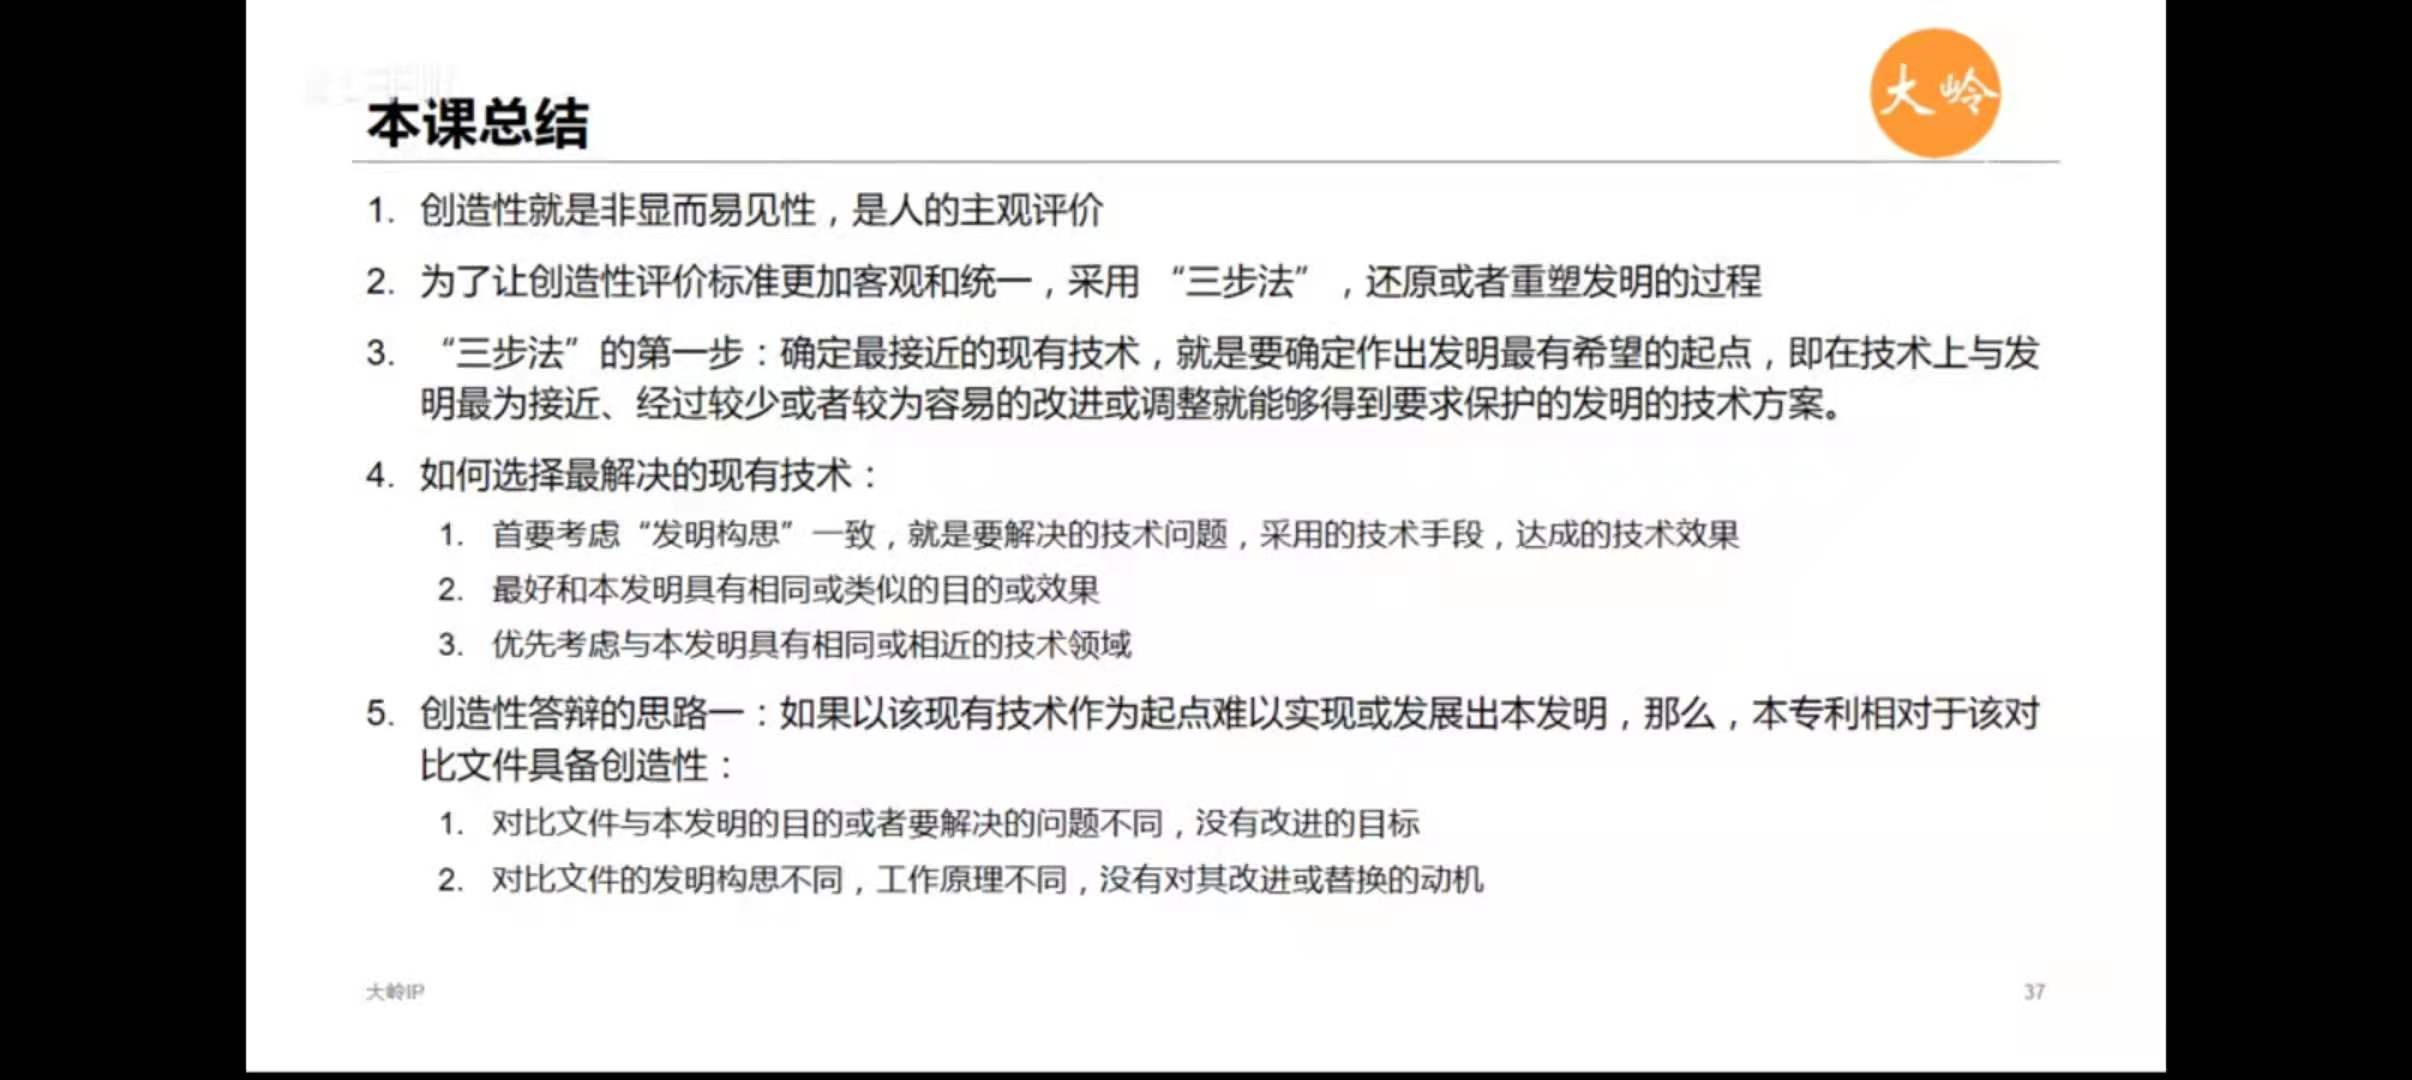 大岭
本课总结
1. 创造性就是非显而易见性，是人的主观评价
2. 为了让创造性评价标准更加客观和统一，采用 “三步法” ，还原或者重塑发明的过程
3. “三步法” 的第一步：确定最接近的现有技术，就是要确定作出发明最有希望的起点，即在技术上与发
明最为接近、经过较少或者较为容易的改进或调整就能够得到要求保护的发明的技术方案。
4. 如何选择最解决的现有技术：
1. 首要考虑 “发明构思” 一致，就是要解决的技术问题，采用的技术手段，达成的技术效果
2. 最好和本发明具有相同或类似的目的或效果
3. 优先考虑与本发明具有相同或相近的技术领域
5. 创造性答辩的思路一：如果以该现有技术作为起点难以实现或发展出本发明，那么，本专利相对于该对
比文件具备创造性：
1. 对比文件与本发明的目的或者要解决的问题不同，没有改进的目标
2. 对比文件的发明构思不同，工作原理不同，没有对其改进或替换的动机
大岭IP
37